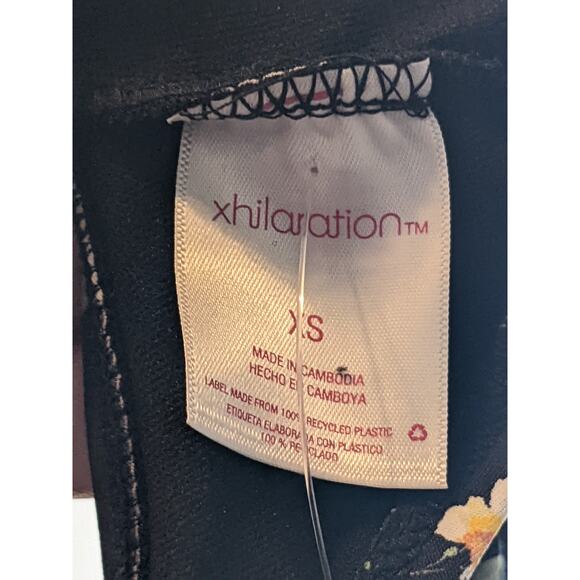 xhilaration™
XS
MADE IN CAMBODIA
HECHO EN CAMBOYA
LABEL MADE FROM 100% RECYCLED PLASTIC
ETIQUETA ELABORADA CON PLÁSTICO
100 % RECICLADO